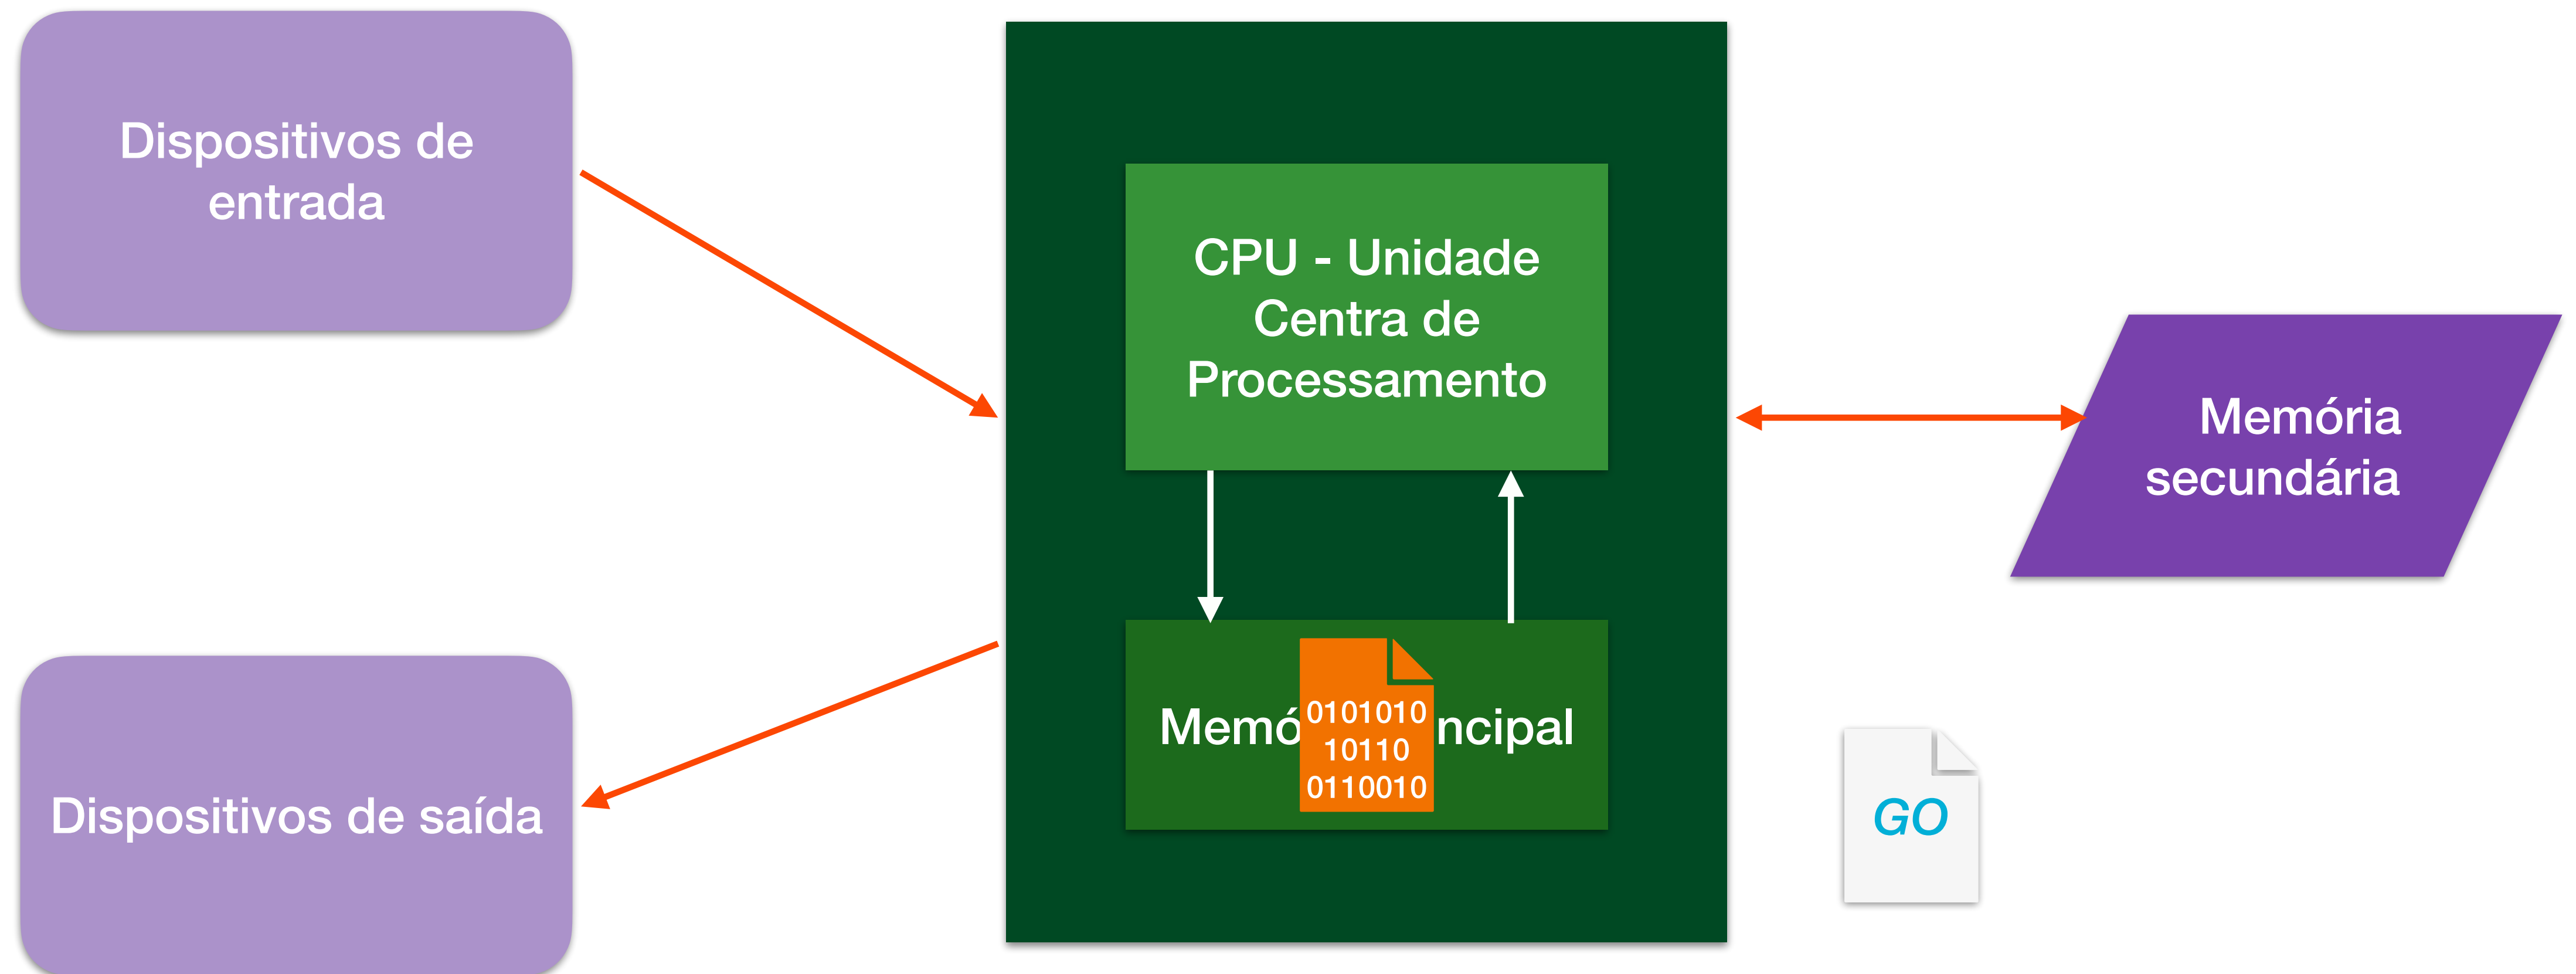 Dispositivos de
entrada
CPU - Unidade
Centra de
Processamento
Memória
secundária
Memó ncipal
0101010
10110
0110010
GO
Dispositivos de saída